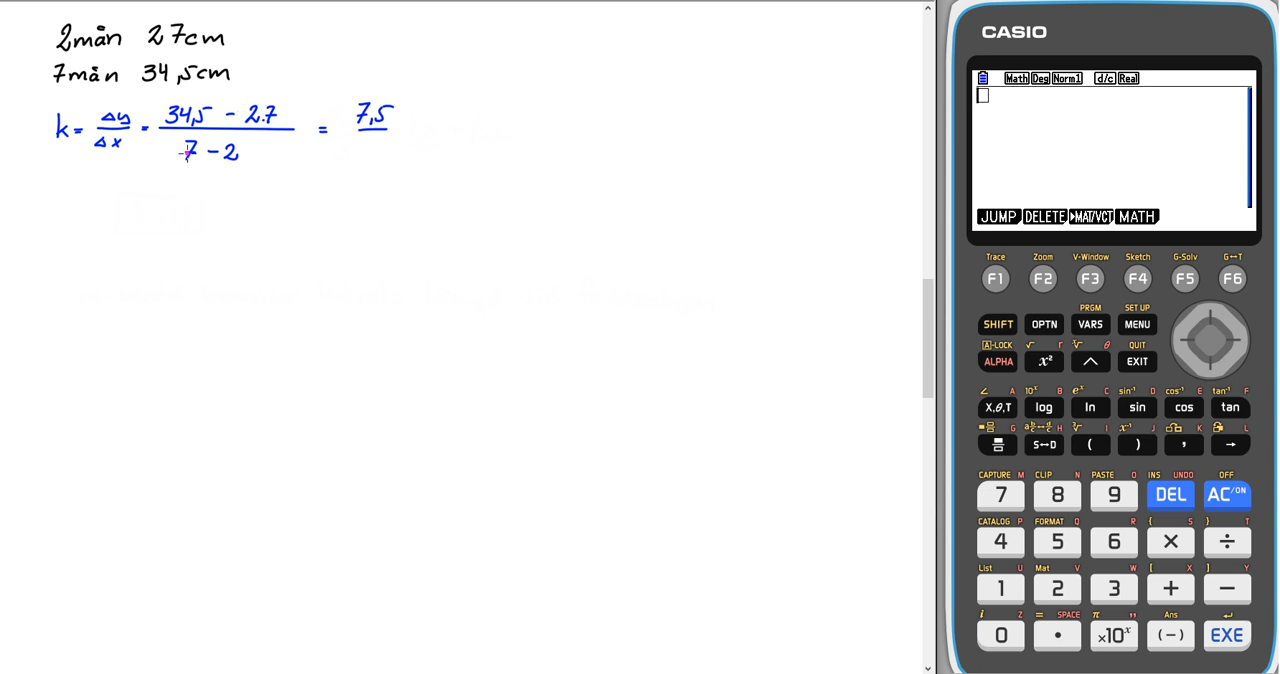 2mån 27cm
7mån 34,5cm
k = Δy/Δx = 34,5 - 2.7 / 7 - 2 = 7,5
CASIO
Math Deg Norm1 d/c Real
JUMP DELETE ▶MAT/VCT MATH
Trace Zoom V-Window Sketch G-Solv G↔T
F1 F2 F3 F4 F5 F6
PRGM SET UP
SHIFT OPTN VARS MENU
A-LOCK √ r ∛ θ QUIT
ALPHA x² ^ EXIT
∠ A 10ˣ B eˣ C sin⁻¹ D cos⁻¹ E tan⁻¹ F
X,θ,T log ln sin cos tan
G H I x⁻¹ J K L
S↔D ( ) , →
CAPTURE M CLIP N PASTE O INS UNDO OFF
7 8 9 DEL AC/ON
CATALOG P FORMAT Q R { S } T
4 5 6 × ÷
List U Mat V W [ X ] Y
1 2 3 + −
i Z = SPACE π " Ans ↵
0 • ×10ˣ (−) EXE